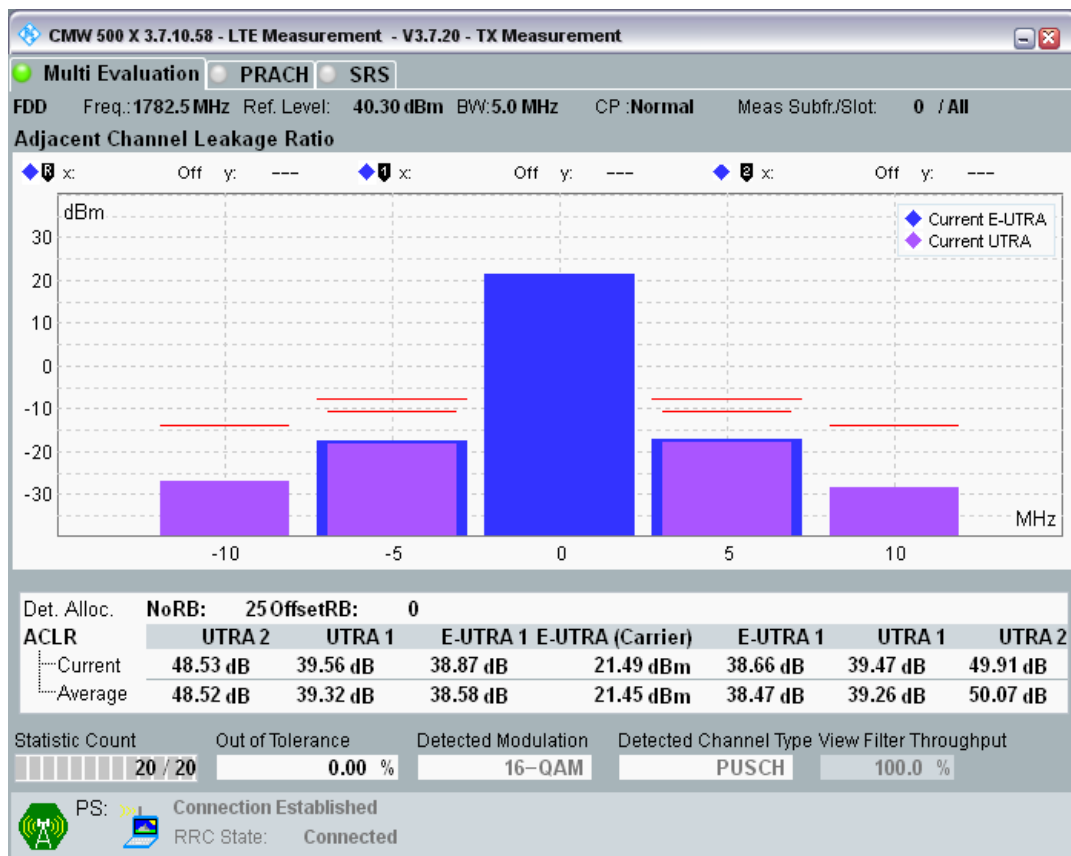 CMW 500 X 3.7.10.58 - LTE Measurement - V3.7.20 - TX Measurement
Multi Evaluation PRACH SRS
FDD Freq.:1782.5 MHz Ref. Level: 40.30 dBm BW:5.0 MHz CP :Normal Meas Subfr./Slot: 0 / All
Adjacent Channel Leakage Ratio
R x: Off y: --- 1 x: Off y: --- 2 x: Off y: ---
dBm
Current E-UTRA
Current UTRA
30
20
10
0
-10
-20
-30
MHz
-10 -5 0 5 10
Det. Alloc. NoRB: 25 OffsetRB: 0
ACLR UTRA 2 UTRA 1 E-UTRA 1 E-UTRA (Carrier) E-UTRA 1 UTRA 1 UTRA 2
Current 48.53 dB 39.56 dB 38.87 dB 21.49 dBm 38.66 dB 39.47 dB 49.91 dB
Average 48.52 dB 39.32 dB 38.58 dB 21.45 dBm 38.47 dB 39.26 dB 50.07 dB
Statistic Count Out of Tolerance Detected Modulation Detected Channel Type View Filter Throughput
20 / 20 0.00 % 16-QAM PUSCH 100.0 %
PS: Connection Established
RRC State: Connected